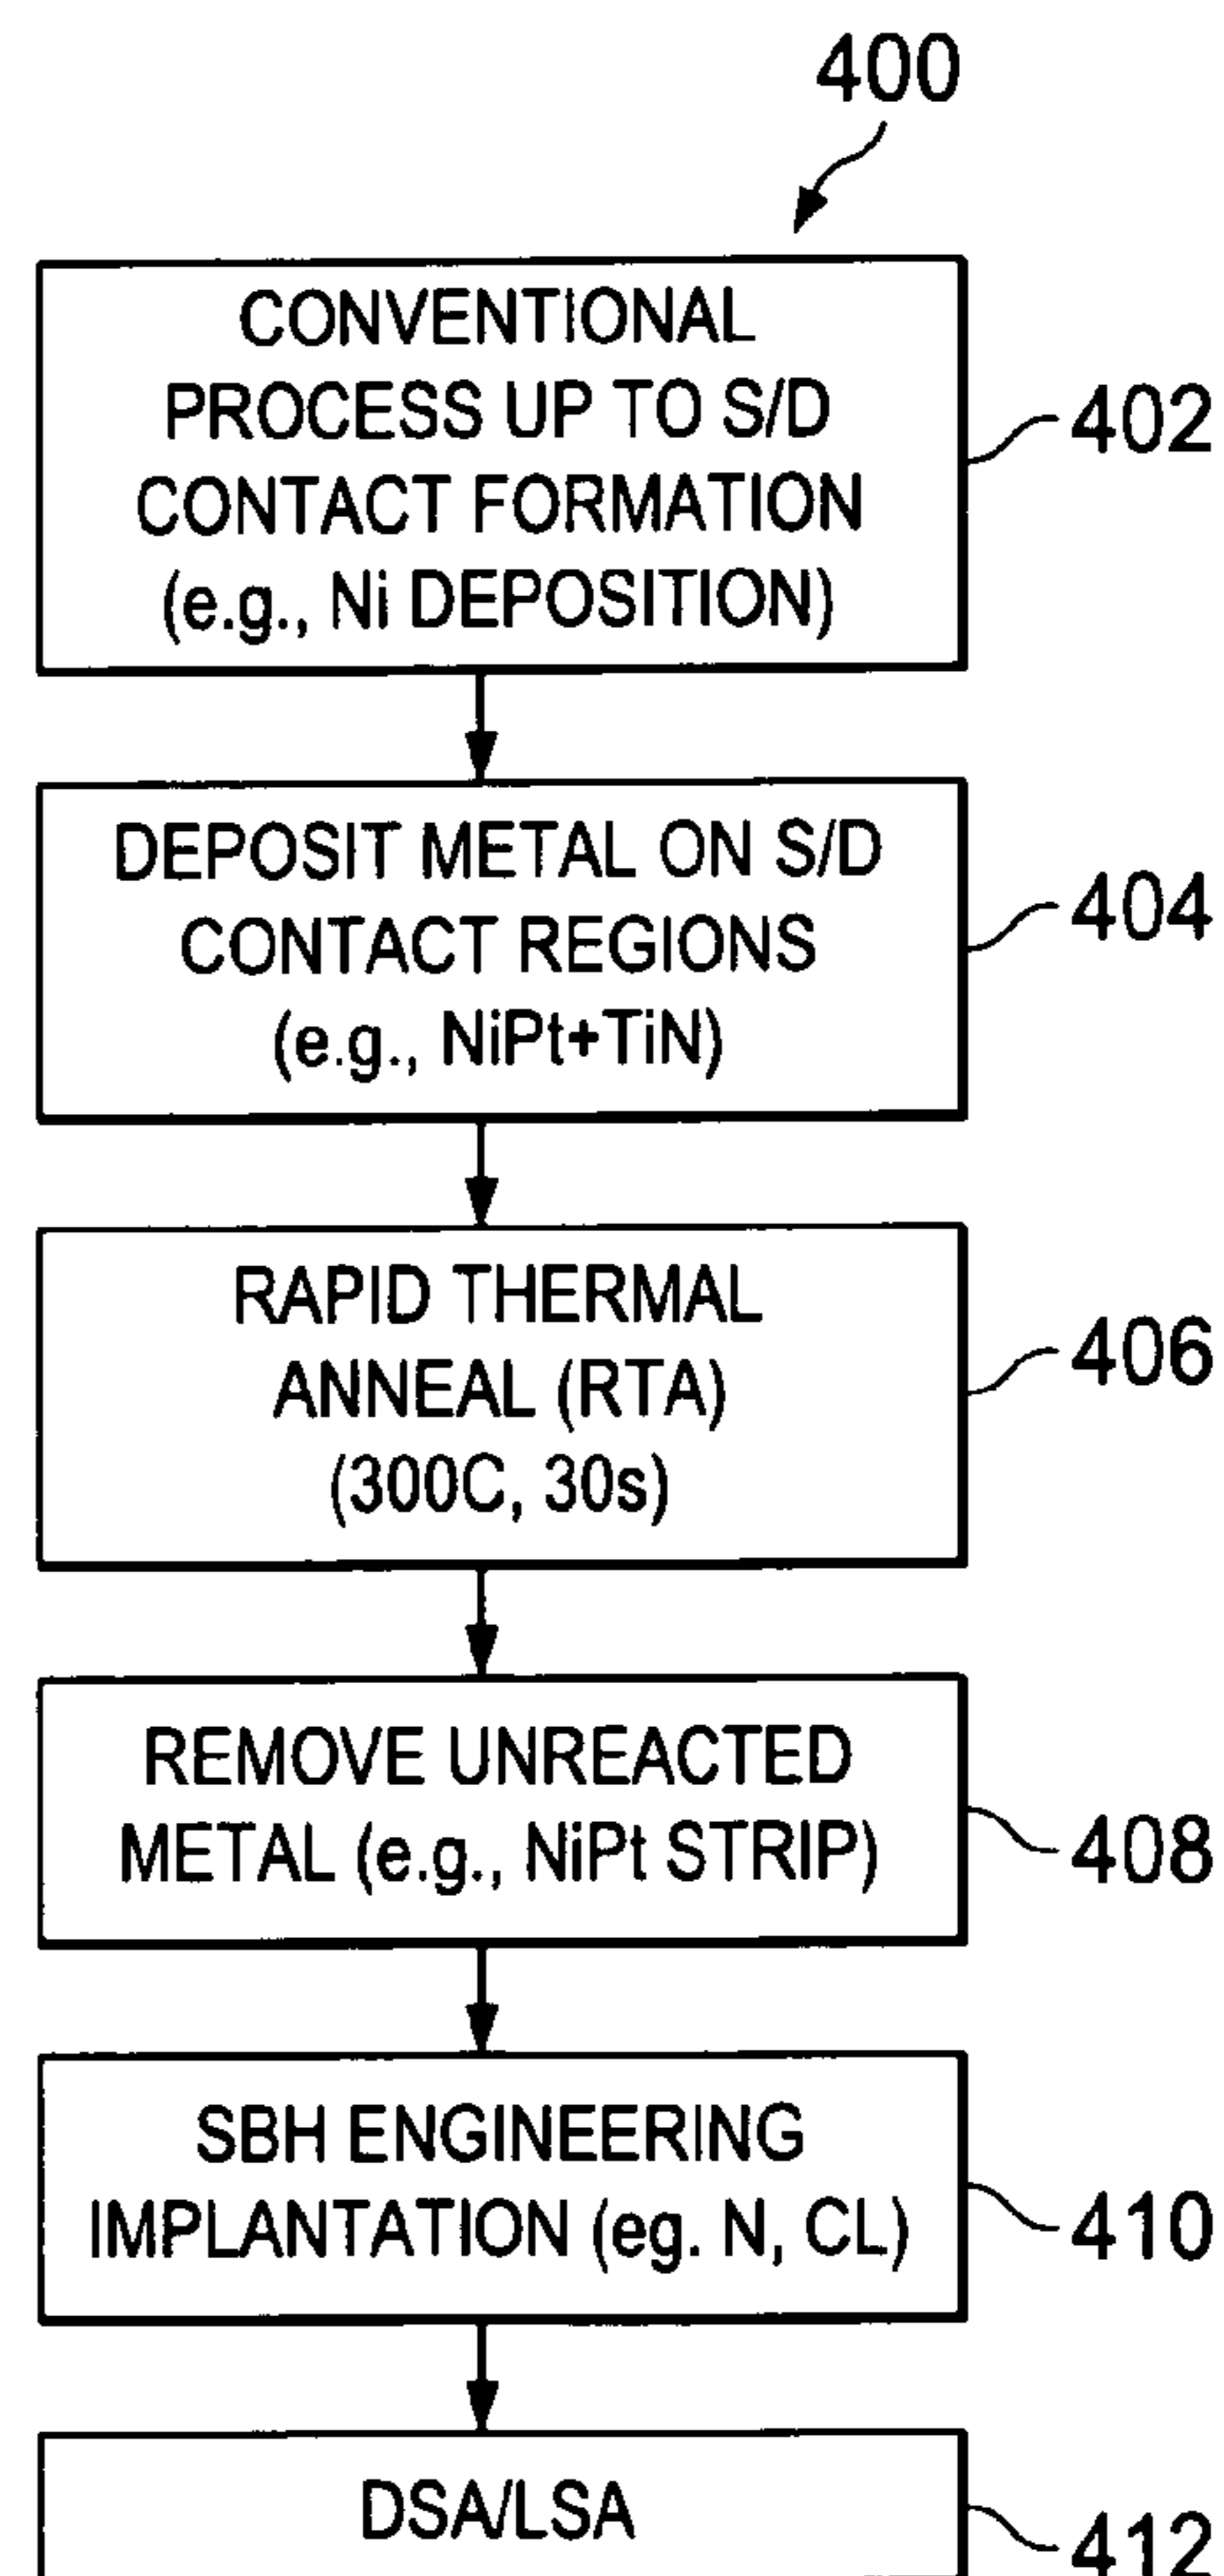 400
CONVENTIONAL
PROCESS UP TO S/D
CONTACT FORMATION
(e.g., Ni DEPOSITION)
402
DEPOSIT METAL ON S/D
CONTACT REGIONS
(e.g., NiPt+TiN)
404
RAPID THERMAL
ANNEAL (RTA)
(300C, 30s)
406
REMOVE UNREACTED
METAL (e.g., NiPt STRIP)
408
SBH ENGINEERING
IMPLANTATION (eg. N, CL)
410
DSA/LSA
412